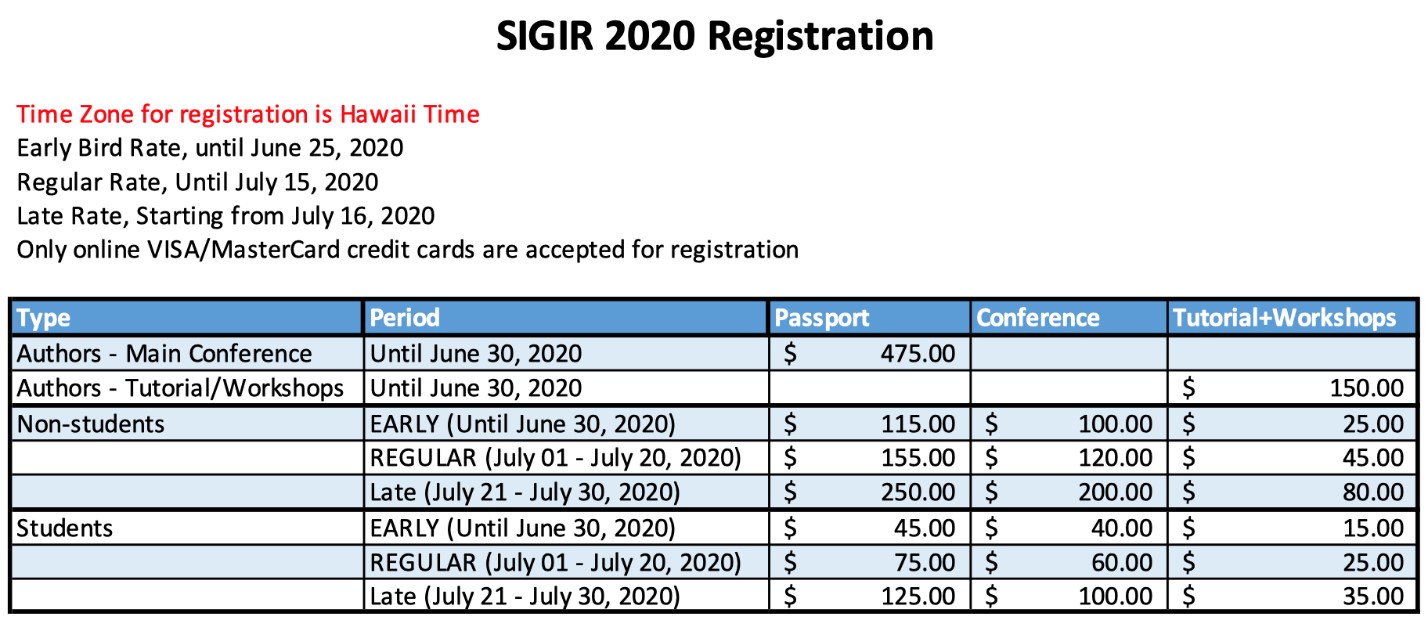 SIGIR 2020 Registration
Time Zone for registration is Hawaii Time
Early Bird Rate, until June 25, 2020
Regular Rate, Until July 15, 2020
Late Rate, Starting from July 16, 2020
Only online VISA/MasterCard credit cards are accepted for registration
Type Period Passport Conference Tutorial+Workshops
Authors - Main Conference Until June 30, 2020 $ 475.00
Authors - Tutorial/Workshops Until June 30, 2020 $ 150.00
Non-students EARLY (Until June 30, 2020) $ 115.00 $ 100.00 $ 25.00
REGULAR (July 01 - July 20, 2020) $ 155.00 $ 120.00 $ 45.00
Late (July 21 - July 30, 2020) $ 250.00 $ 200.00 $ 80.00
Students EARLY (Until June 30, 2020) $ 45.00 $ 40.00 $ 15.00
REGULAR (July 01 - July 20, 2020) $ 75.00 $ 60.00 $ 25.00
Late (July 21 - July 30, 2020) $ 125.00 $ 100.00 $ 35.00